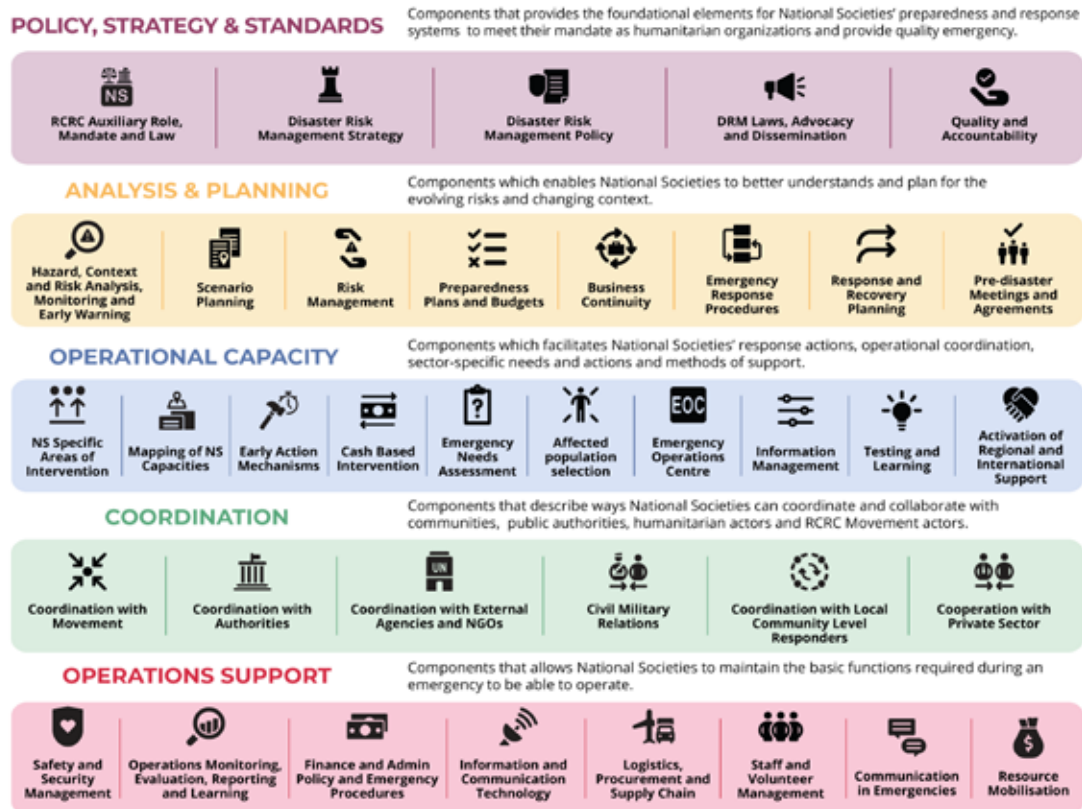 POLICY, STRATEGY & STANDARDS
Components that provides the foundational elements for National Societies' preparedness and response
systems to meet their mandate as humanitarian organizations and provide quality emergency.
NS
RCRC Auxiliary Role,
Mandate and Law
Disaster Risk
Management Strategy
Disaster Risk
Management Policy
DRM Laws, Advocacy
and Dissemination
Quality and
Accountability
ANALYSIS & PLANNING
Components which enables National Societies to better understands and plan for the
evolving risks and changing context.
Hazard, Context
and Risk Analysis,
Monitoring and
Early Warning
Scenario
Planning
Risk
Management
Preparedness
Plans and Budgets
Business
Continuity
Emergency
Response
Procedures
Response and
Recovery
Planning
Pre-disaster
Meetings and
Agreements
OPERATIONAL CAPACITY
Components which facilitates National Societies' response actions, operational coordination,
sector-specific needs and actions and methods of support.
NS Specific
Areas of
Intervention
Mapping of NS
Capacities
Early Action
Mechanisms
Cash Based
Intervention
Emergency
Needs
Assessment
Affected
population
selection
EOC
Emergency
Operations
Centre
Information
Management
Testing and
Learning
Activation of
Regional and
International
Support
COORDINATION
Components that describe ways National Societies can coordinate and collaborate with
communities, public authorities, humanitarian actors and RCRC Movement actors.
Coordination with
Movement
Coordination with
Authorities
UN
Coordination with External
Agencies and NGOs
Civil Military
Relations
Coordination with Local
Community Level
Responders
Cooperation with
Private Sector
OPERATIONS SUPPORT
Components that allows National Societies to maintain the basic functions required during an
emergency to be able to operate.
Safety and
Security
Management
Operations Monitoring,
Evaluation, Reporting
and Learning
Finance and Admin
Policy and Emergency
Procedures
Information and
Communication
Technology
Logistics,
Procurement and
Supply Chain
Staff and
Volunteer
Management
Communication
in Emergencies
Resource
Mobilisation